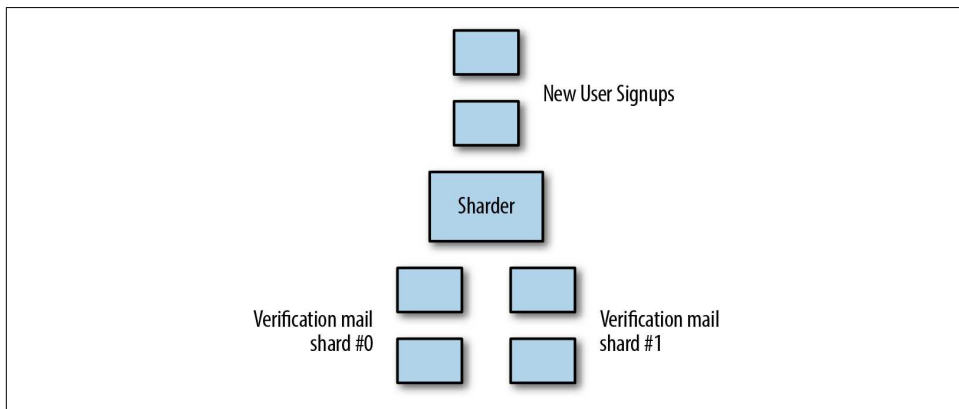 New User Signups
Sharder
Verification mail
shard #0
Verification mail
shard #1